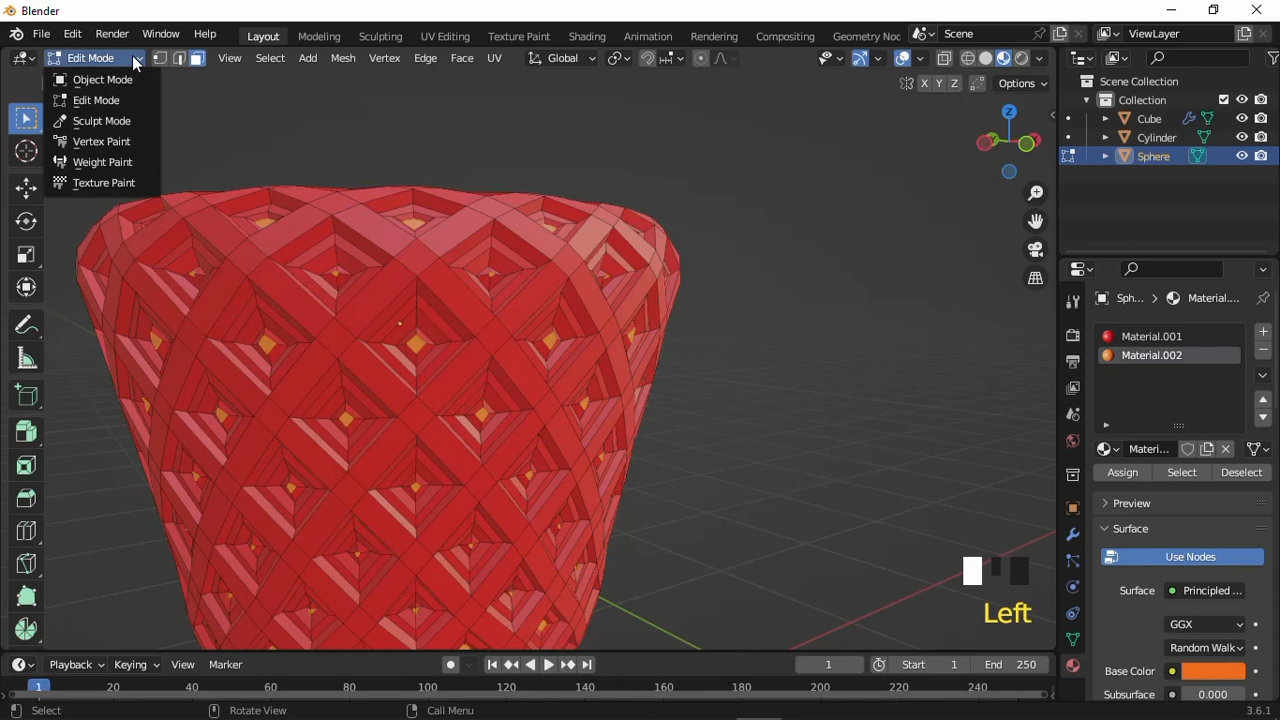 Blender
File Edit Render Window Help Layout Modeling Sculpting UV Editing Texture Paint Shading Animation Rendering Compositing Geometry Noc Scene ViewLayer
Edit Mode View Select Add Mesh Vertex Edge Face UV Global
X Y Z Options
Object Mode
Edit Mode
Sculpt Mode
Vertex Paint
Weight Paint
Texture Paint
Z
Scene Collection
Collection
Cube
Cylinder
Sphere
Sph... Material....
Material.001
Material.002
Materi...
Assign Select Deselect
Preview
Surface
Use Nodes
Surface Principled ...
GGX
Random Walk
Base Color
Subsurface 0.000
Left
Playback Keying View Marker 1 Start 1 End 250
1 20 40 60 80 100 120 140 160 180 200 220 240
Select Rotate View Call Menu 3.6.1